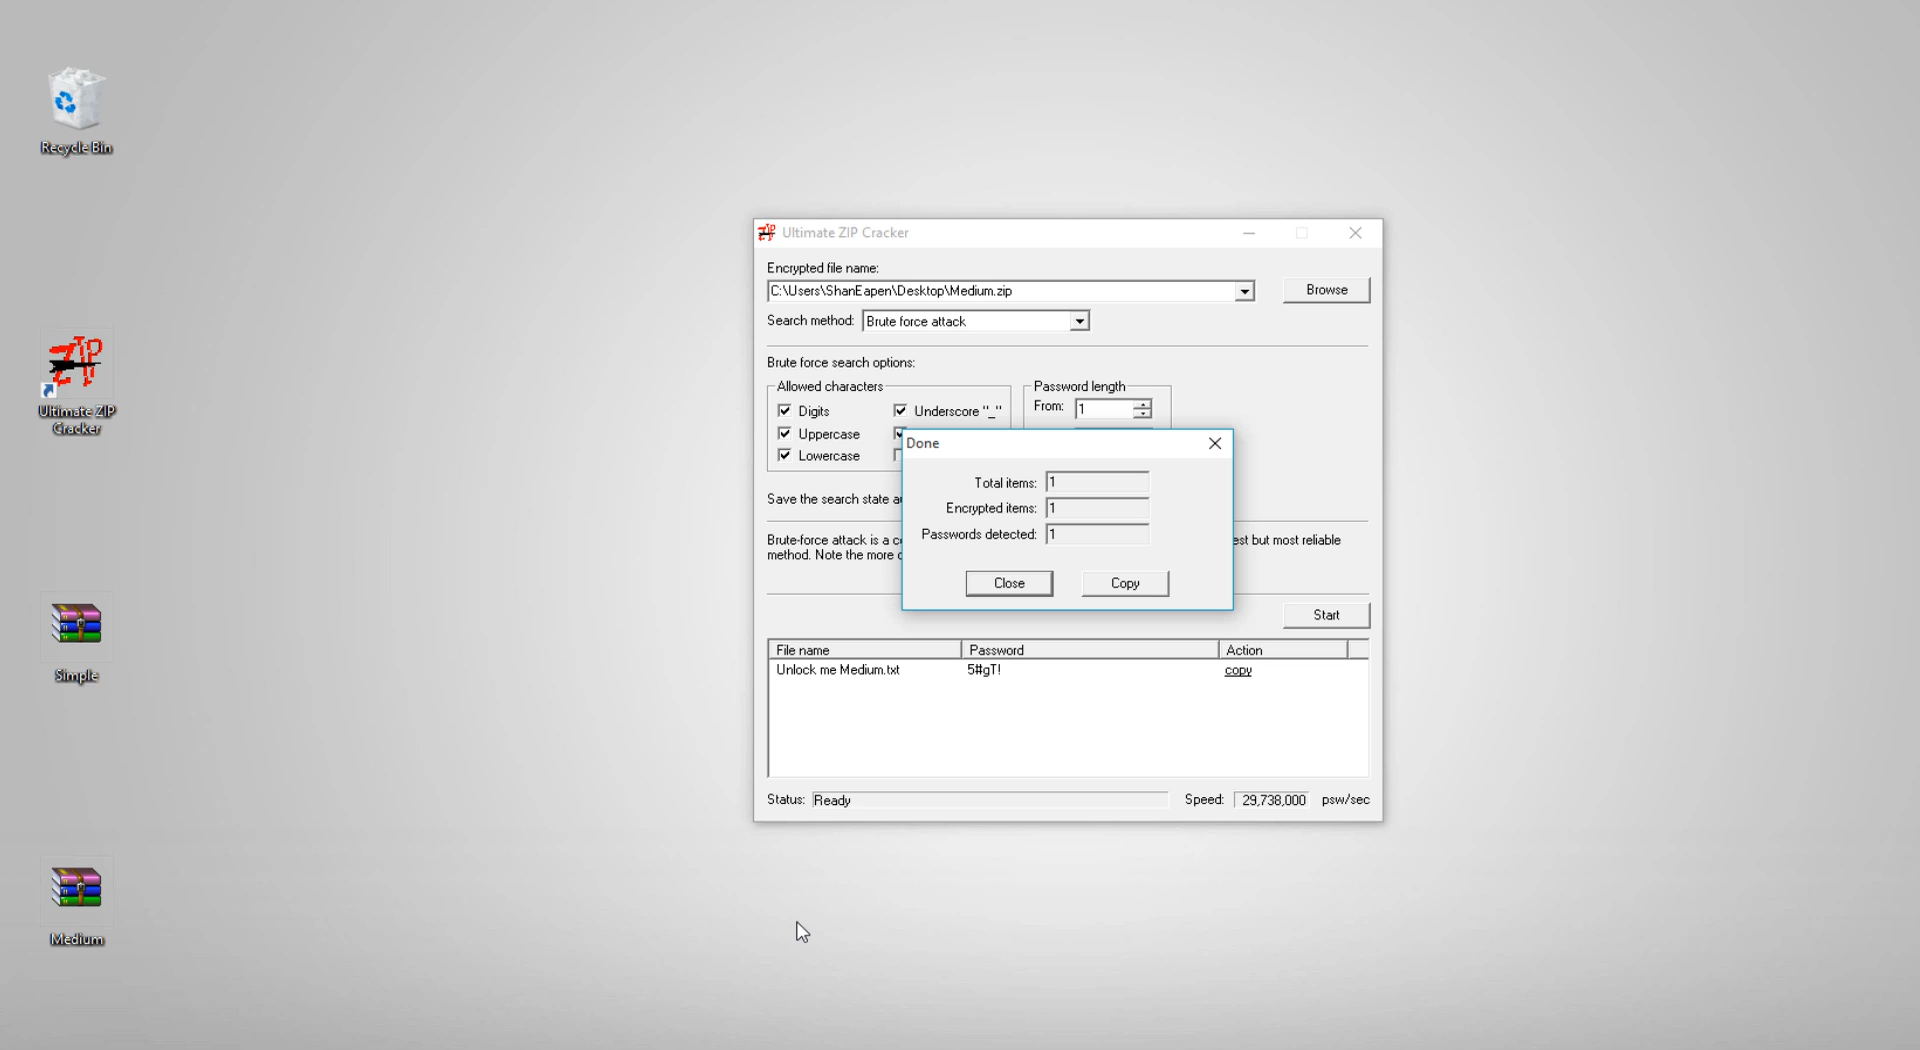 Recycle Bin
Ultimate ZIP
Cracker
Simple
Medium
Ultimate ZIP Cracker
Encrypted file name:
C:\Users\ShanEapen\Desktop\Medium.zip
Browse
Search method: Brute force attack
Brute force search options:
Allowed characters
Password length
Digits
Underscore "_"
From: 1
Uppercase
Lowercase
Save the search state a
Brute-force attack is a c
est but most reliable
method. Note the more
Done
Total items: 1
Encrypted items: 1
Passwords detected: 1
Close
Copy
Start
File name
Password
Action
Unlock me Medium.txt
5#gT!
copy
Status: Ready
Speed: 29,738,000 psw/sec